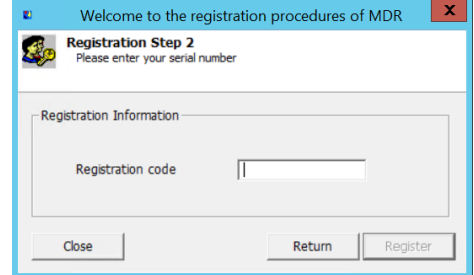 Welcome to the registration procedures of MDR
X
Registration Step 2
Please enter your serial number
Registration Information
Registration code
Close
Return
Register